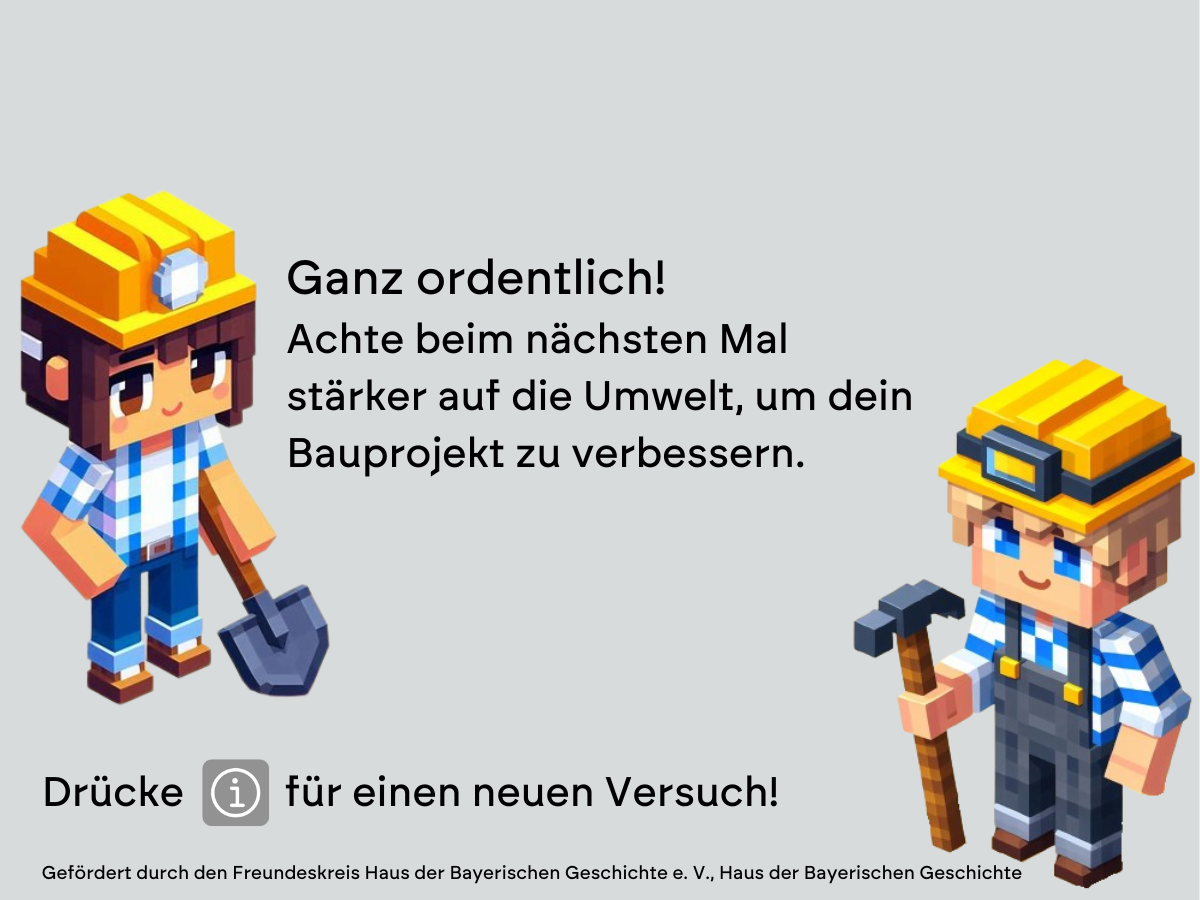 Ganz ordentlich!
Achte beim nächsten Mal
stärker auf die Umwelt, um dein
Bauprojekt zu verbessern.
Drücke i für einen neuen Versuch!
Gefördert durch den Freundeskreis Haus der Bayerischen Geschichte e. V., Haus der Bayerischen Geschichte